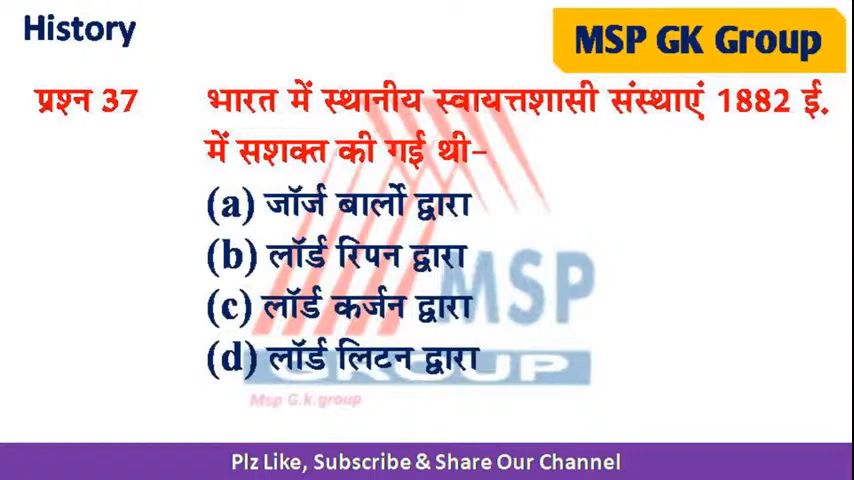 History
MSP GK Group
प्रश्न 37 भारत में स्थानीय स्वायत्तशासी संस्थाएं 1882 ई.
में सशक्त की गई थी-
(a) जॉर्ज बार्लो द्वारा
(b) लॉर्ड रिपन द्वारा
(c) लॉर्ड कर्जन द्वारा
(d) लॉर्ड लिटन द्वारा
MSP
GROUP
Msp G.k.group
Plz Like, Subscribe & Share Our Channel